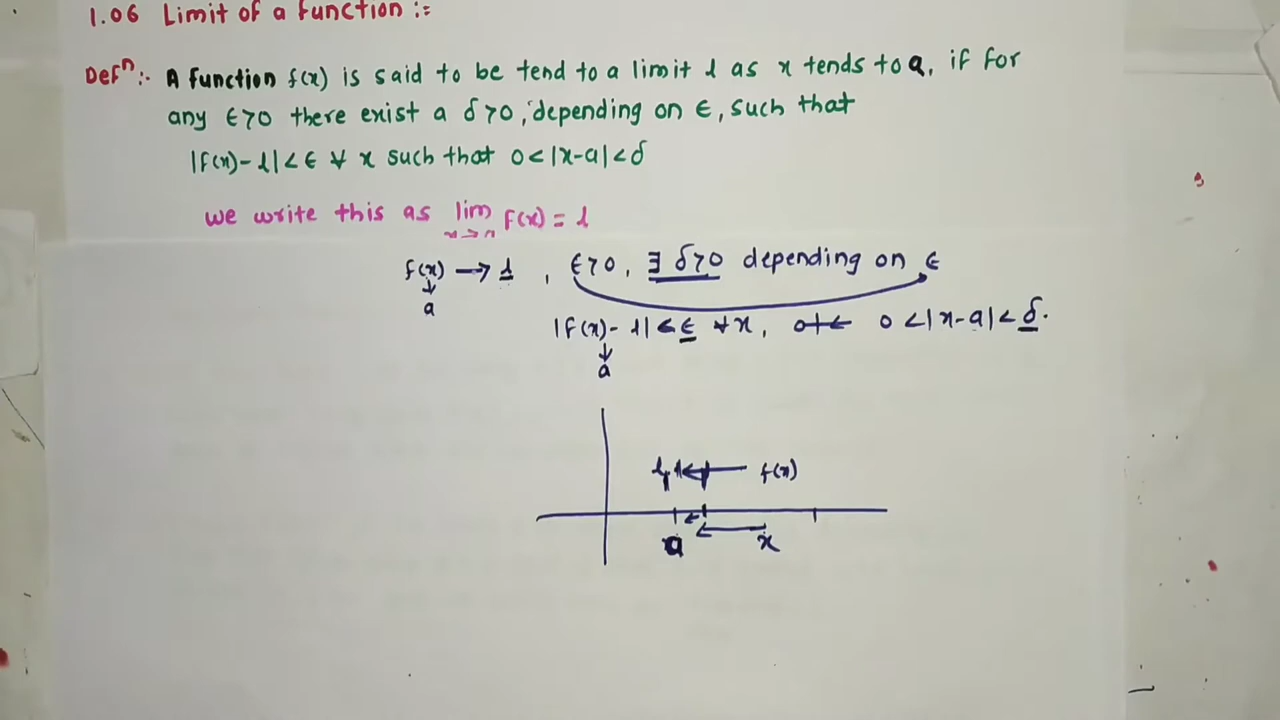 1.06 Limit of a function :=
Defⁿ:- A function f(x) is said to be tend to a limit l as x tends to a, if for
any ε>0 there exist a δ>0, depending on ε, such that
|f(x)-l|<ε ∀ x such that 0<|x-a|<δ
we write this as lim f(x) = l
x→a
f(x) → l , ε>0, ∃ δ>0 depending on ε
a
|f(x)-l|<ε ∀x, 0<|x-a|<δ.
a
l f(x)
a x